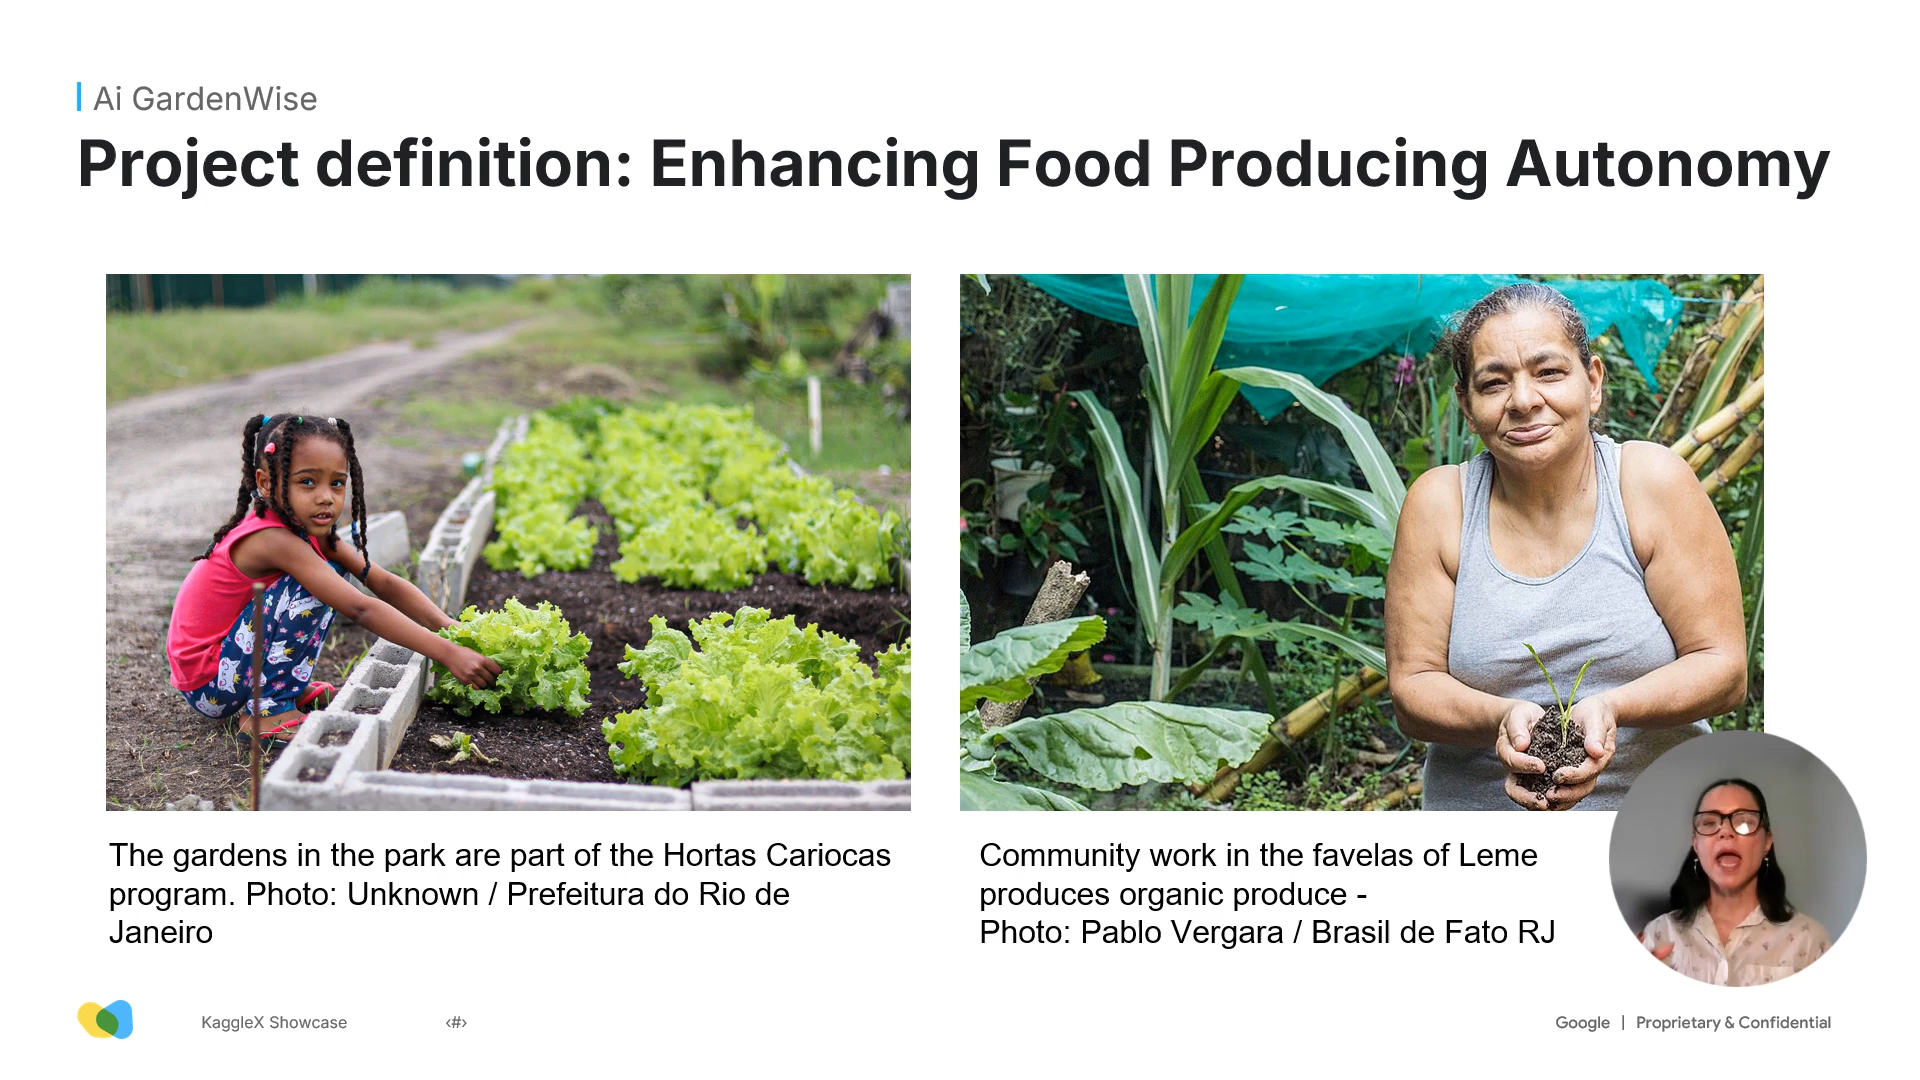 Ai GardenWise
Project definition: Enhancing Food Producing Autonomy
The gardens in the park are part of the Hortas Cariocas
program. Photo: Unknown / Prefeitura do Rio de
Janeiro
Community work in the favelas of Leme
produces organic produce -
Photo: Pablo Vergara / Brasil de Fato RJ
KaggleX Showcase
‹#›
Google | Proprietary & Confidential